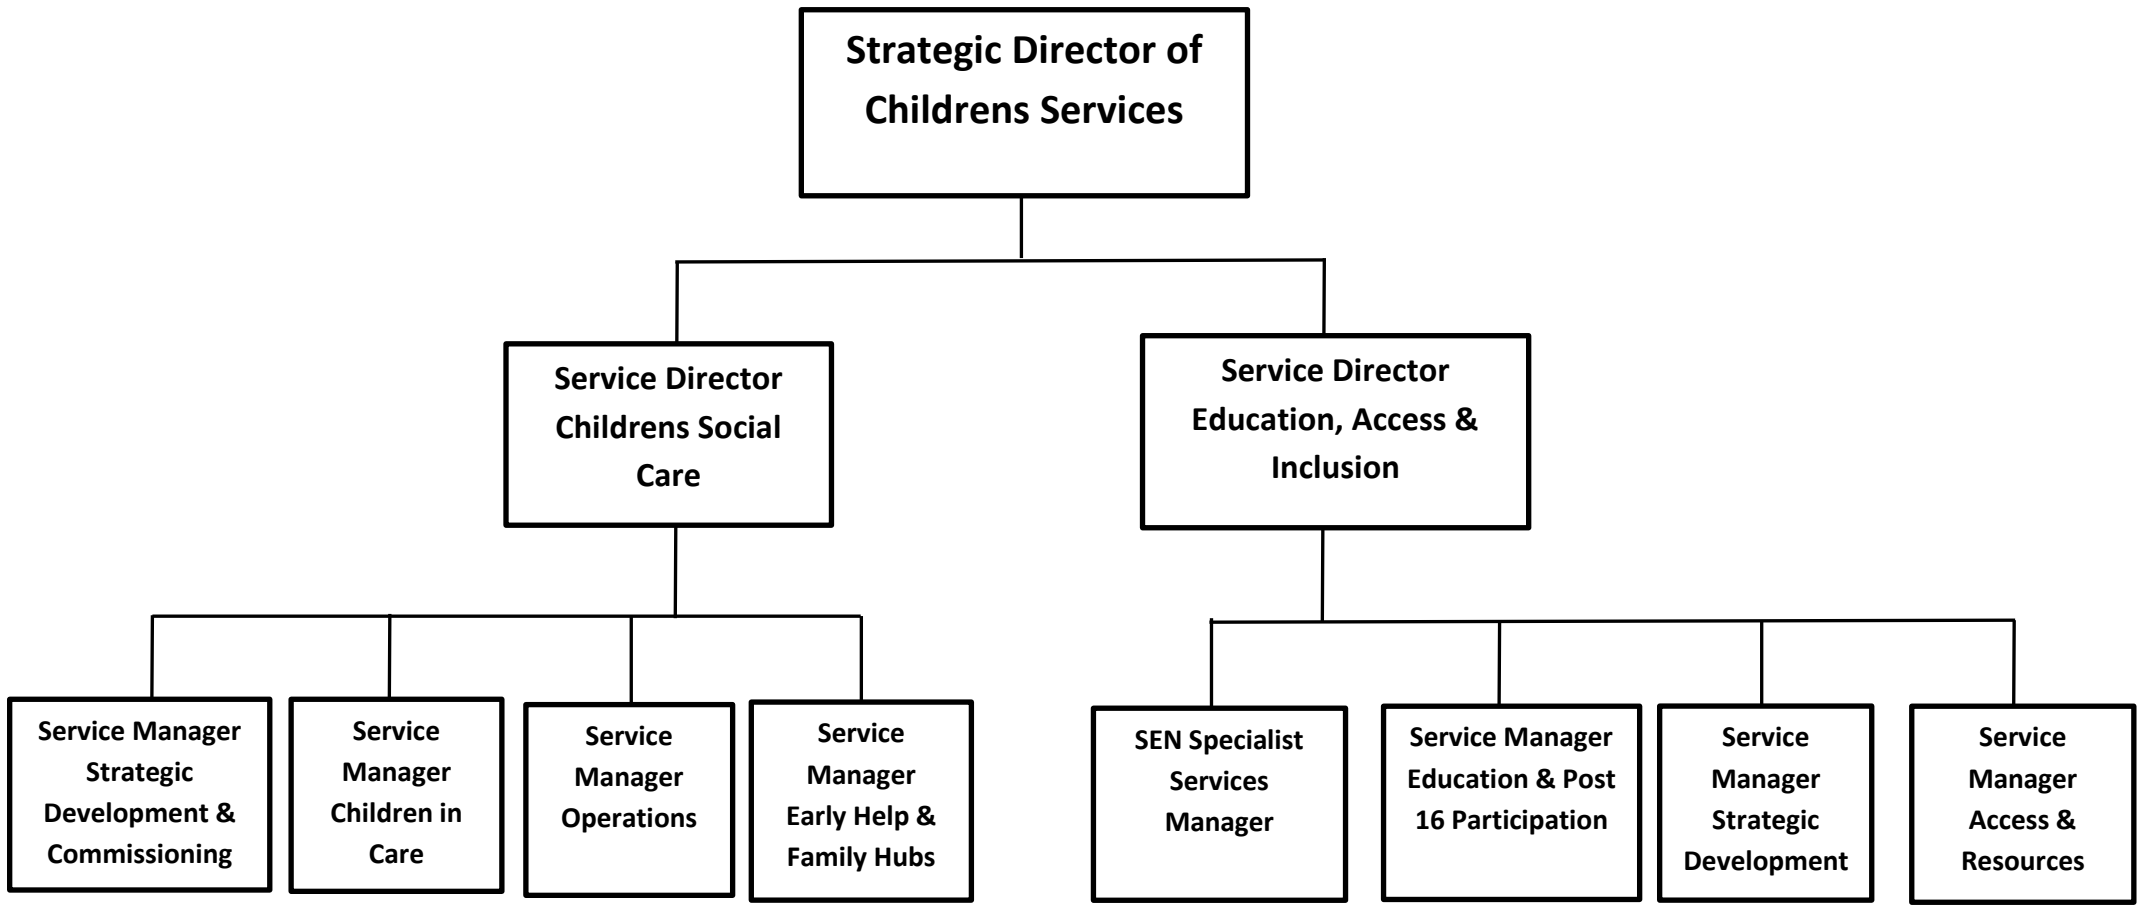 Strategic Director of
Childrens Services
Service Director
Childrens Social
Care
Service Director
Education, Access &
Inclusion
Service Manager
Strategic
Development &
Commissioning
Service
Manager
Children in
Care
Service
Manager
Operations
Service
Manager
Early Help &
Family Hubs
SEN Specialist
Services
Manager
Service Manager
Education & Post
16 Participation
Service
Manager
Strategic
Development
Service
Manager
Access &
Resources